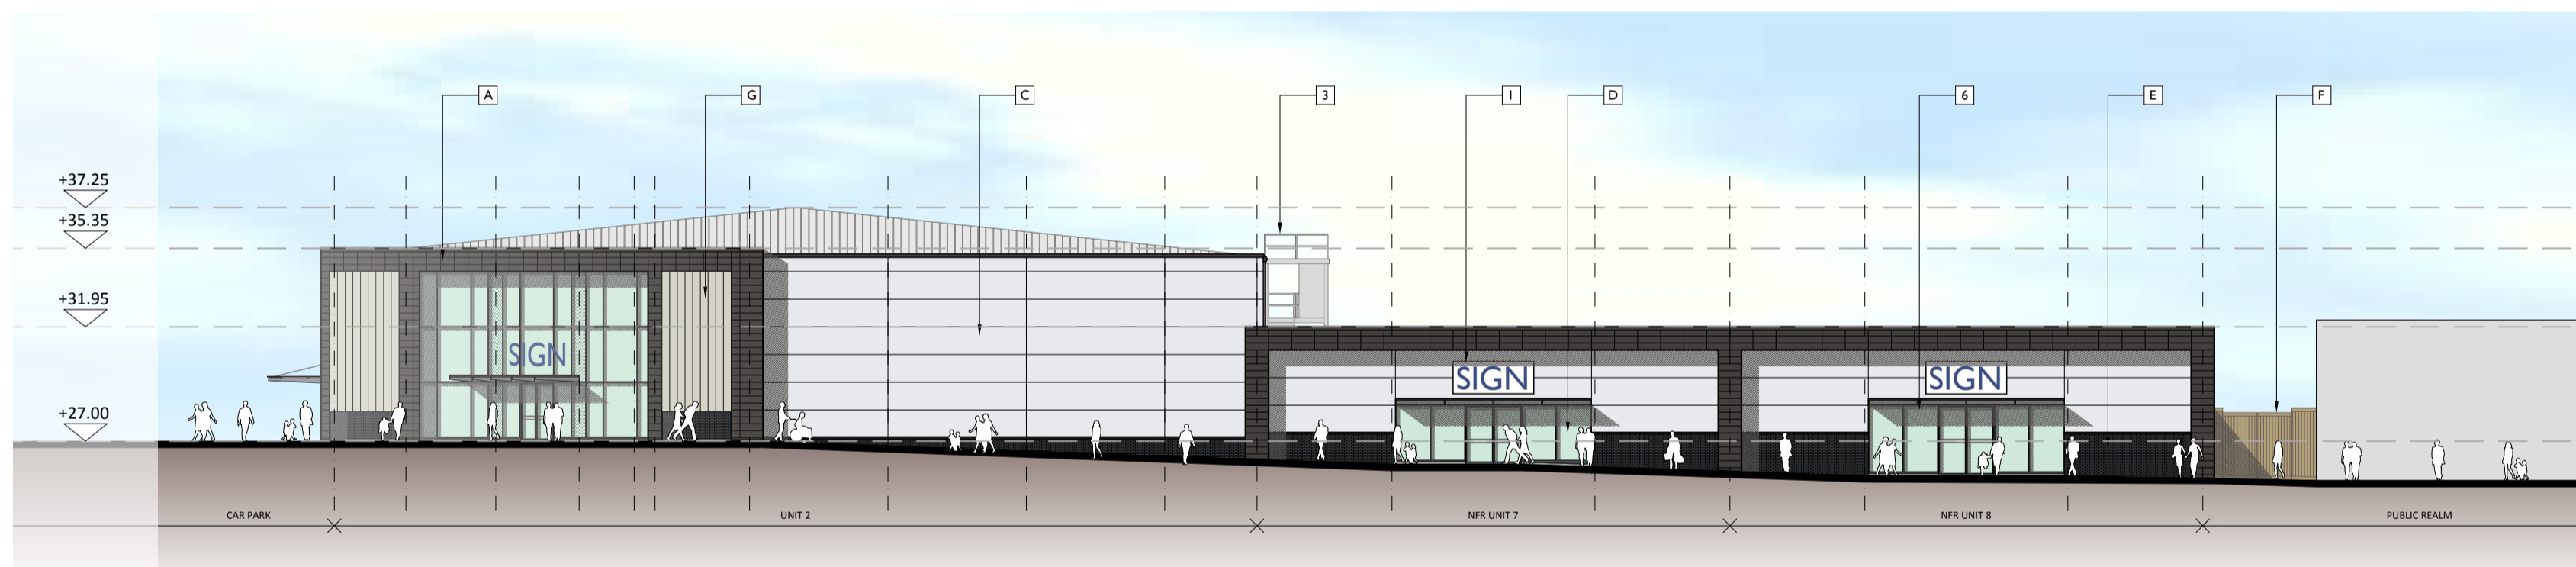 A
G
C
3
I
D
6
E
F
+37.25
+35.35
+31.95
+27.00
SIGN
SIGN
SIGN
CAR PARK
UNIT 2
NFR UNIT 7
NFR UNIT 8
PUBLIC REALM